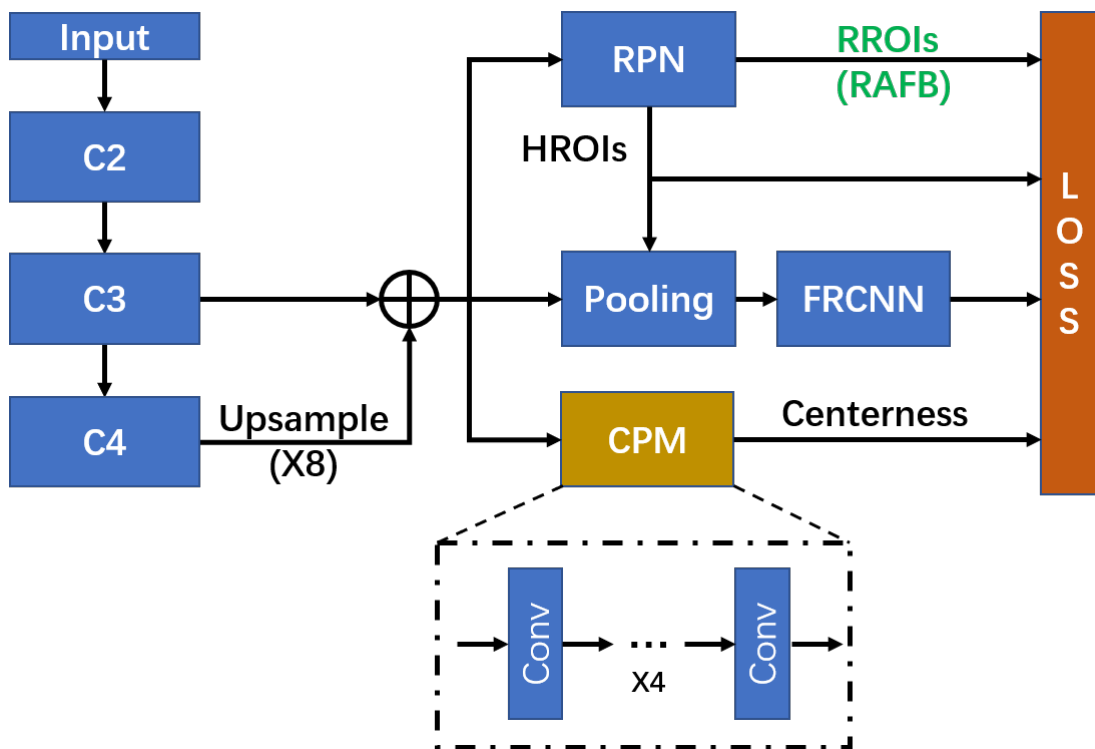 Input
C2
C3
C4
Upsample
(X8)
RPN
RROIs
(RAFB)
HROIs
Pooling
FRCNN
CPM
Centerness
L
O
S
S
Conv
...
X4
Conv